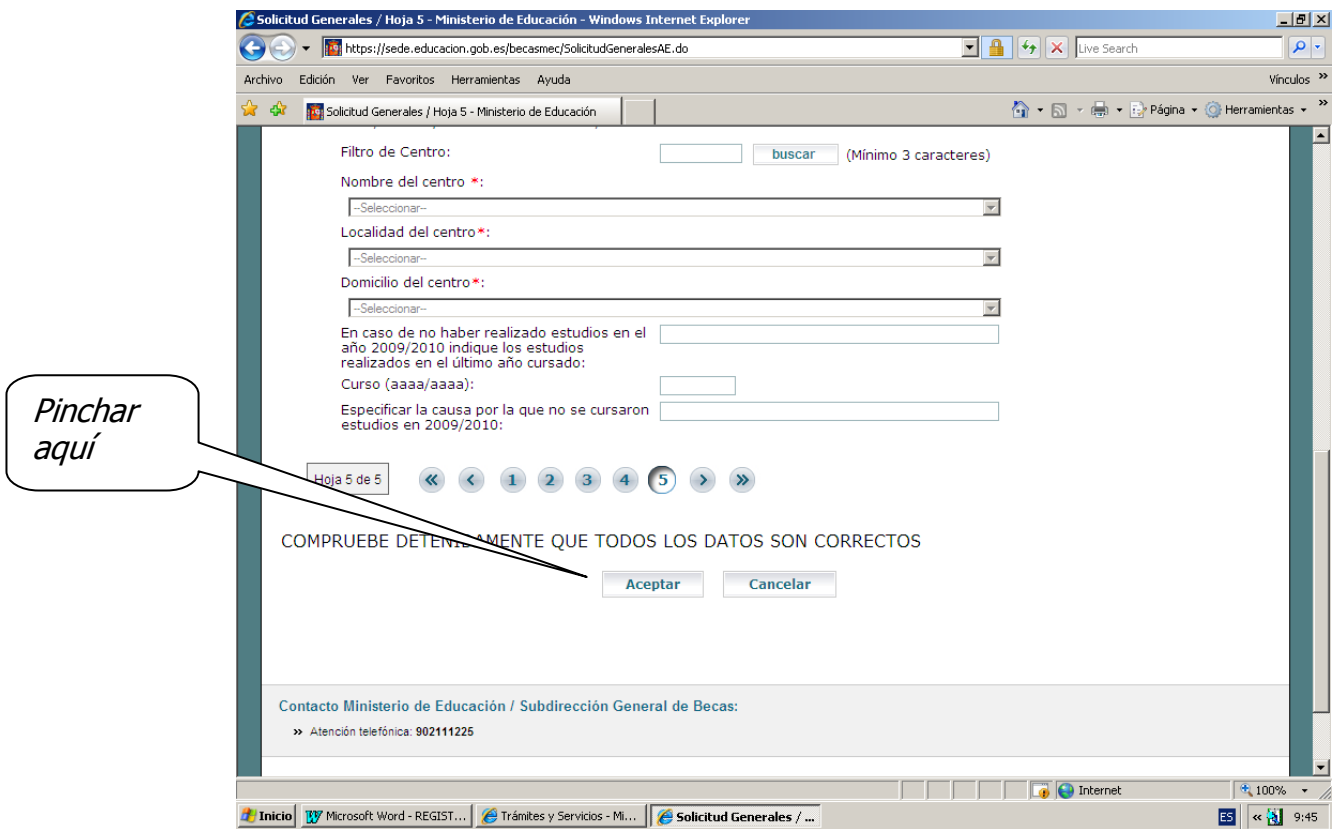 Solicitud Generales / Hoja 5 - Ministerio de Educación - Windows Internet Explorer
https://sede.educacion.gob.es/becasmec/SolicitudGeneralesAE.do
Live Search
Archivo Edición Ver Favoritos Herramientas Ayuda
Vínculos »
Solicitud Generales / Hoja 5 - Ministerio de Educación
Página Herramientas »
Filtro de Centro:
buscar (Mínimo 3 caracteres)
Nombre del centro *:
--Seleccionar--
Localidad del centro*:
--Seleccionar--
Domicilio del centro*:
--Seleccionar--
En caso de no haber realizado estudios en el
año 2009/2010 indique los estudios
realizados en el último año cursado:
Curso (aaaa/aaaa):
Especificar la causa por la que no se cursaron
estudios en 2009/2010:
Pinchar
aquí
Hoja 5 de 5 « ‹ 1 2 3 4 5 › »
COMPRUEBE DETENIDAMENTE QUE TODOS LOS DATOS SON CORRECTOS
Aceptar Cancelar
Contacto Ministerio de Educación / Subdirección General de Becas:
» Atención telefónica: 902111225
Internet 100%
Inicio Microsoft Word - REGIST... Trámites y Servicios - Mi... Solicitud Generales / ... ES « 9:45